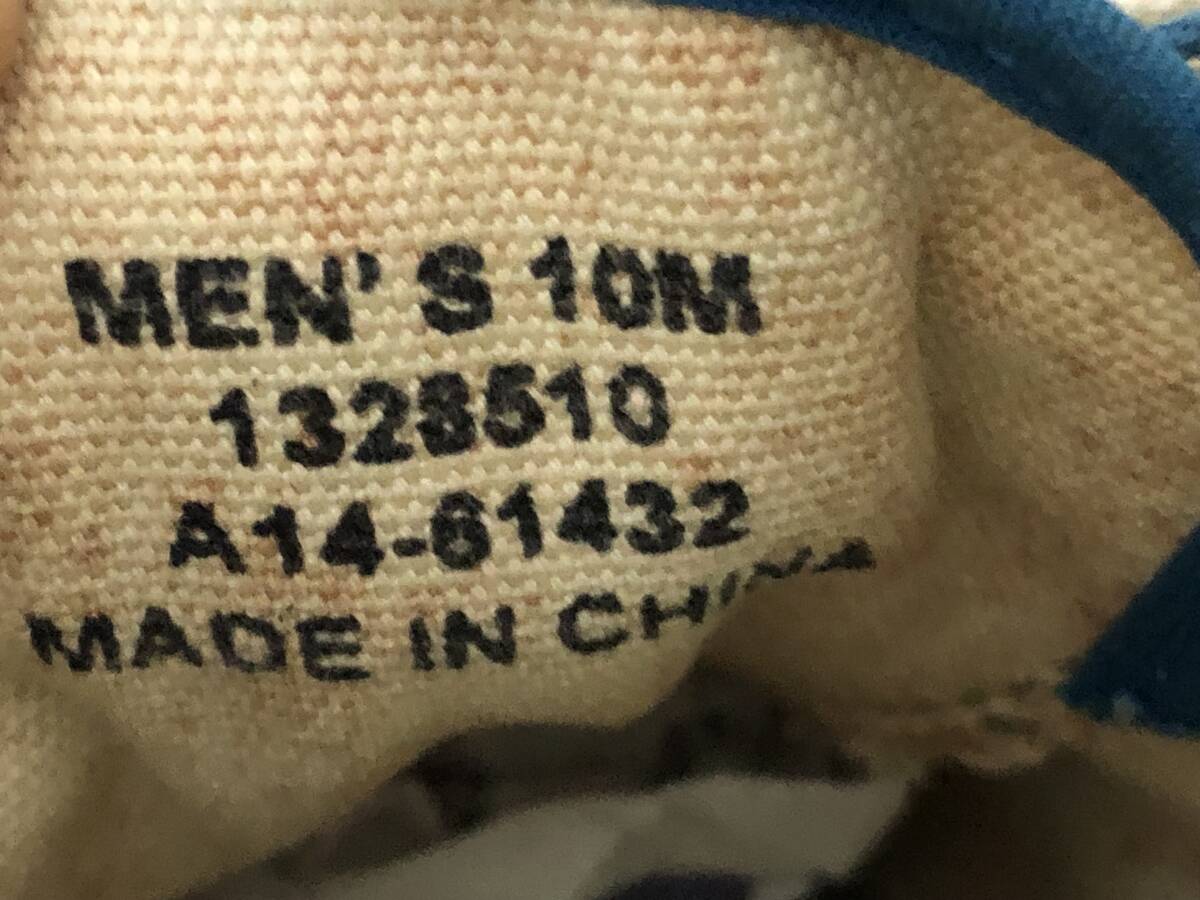 MEN'S 10M
1328510
A14-61432
MADE IN CHINA